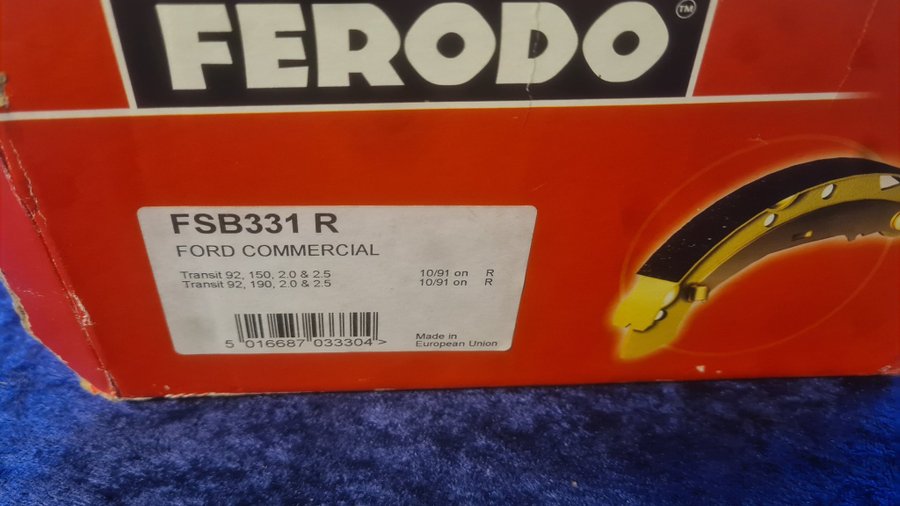 FERODO™
FSB331 R
FORD COMMERCIAL
Transit 92, 150, 2.0 & 2.5 10/91 on R
Transit 92, 190, 2.0 & 2.5 10/91 on R
5 016687 033304 >
Made in
European Union